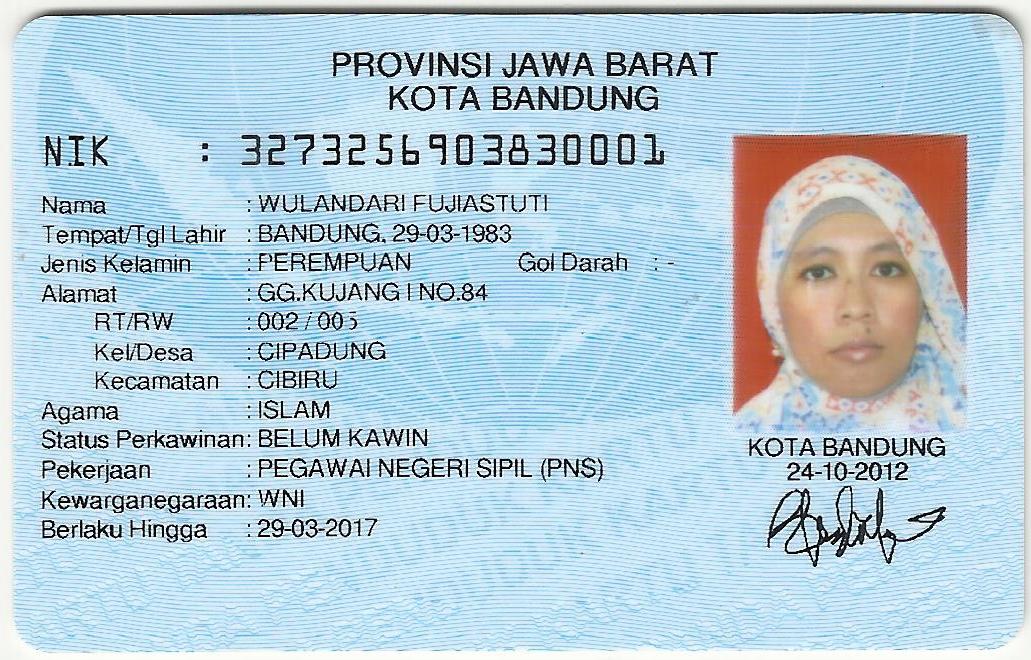 PROVINSI JAWA BARAT
KOTA BANDUNG
NIK : 3273256903830001
Nama : WULANDARI FUJIASTUTI
Tempat/Tgl Lahir : BANDUNG, 29-03-1983
Jenis Kelamin : PEREMPUAN Gol Darah : -
Alamat : GG.KUJANG I NO.84
RT/RW : 002 / 005
Kel/Desa : CIPADUNG
Kecamatan : CIBIRU
Agama : ISLAM
Status Perkawinan: BELUM KAWIN
Pekerjaan : PEGAWAI NEGERI SIPIL (PNS)
Kewarganegaraan: WNI
Berlaku Hingga : 29-03-2017
KOTA BANDUNG
24-10-2012